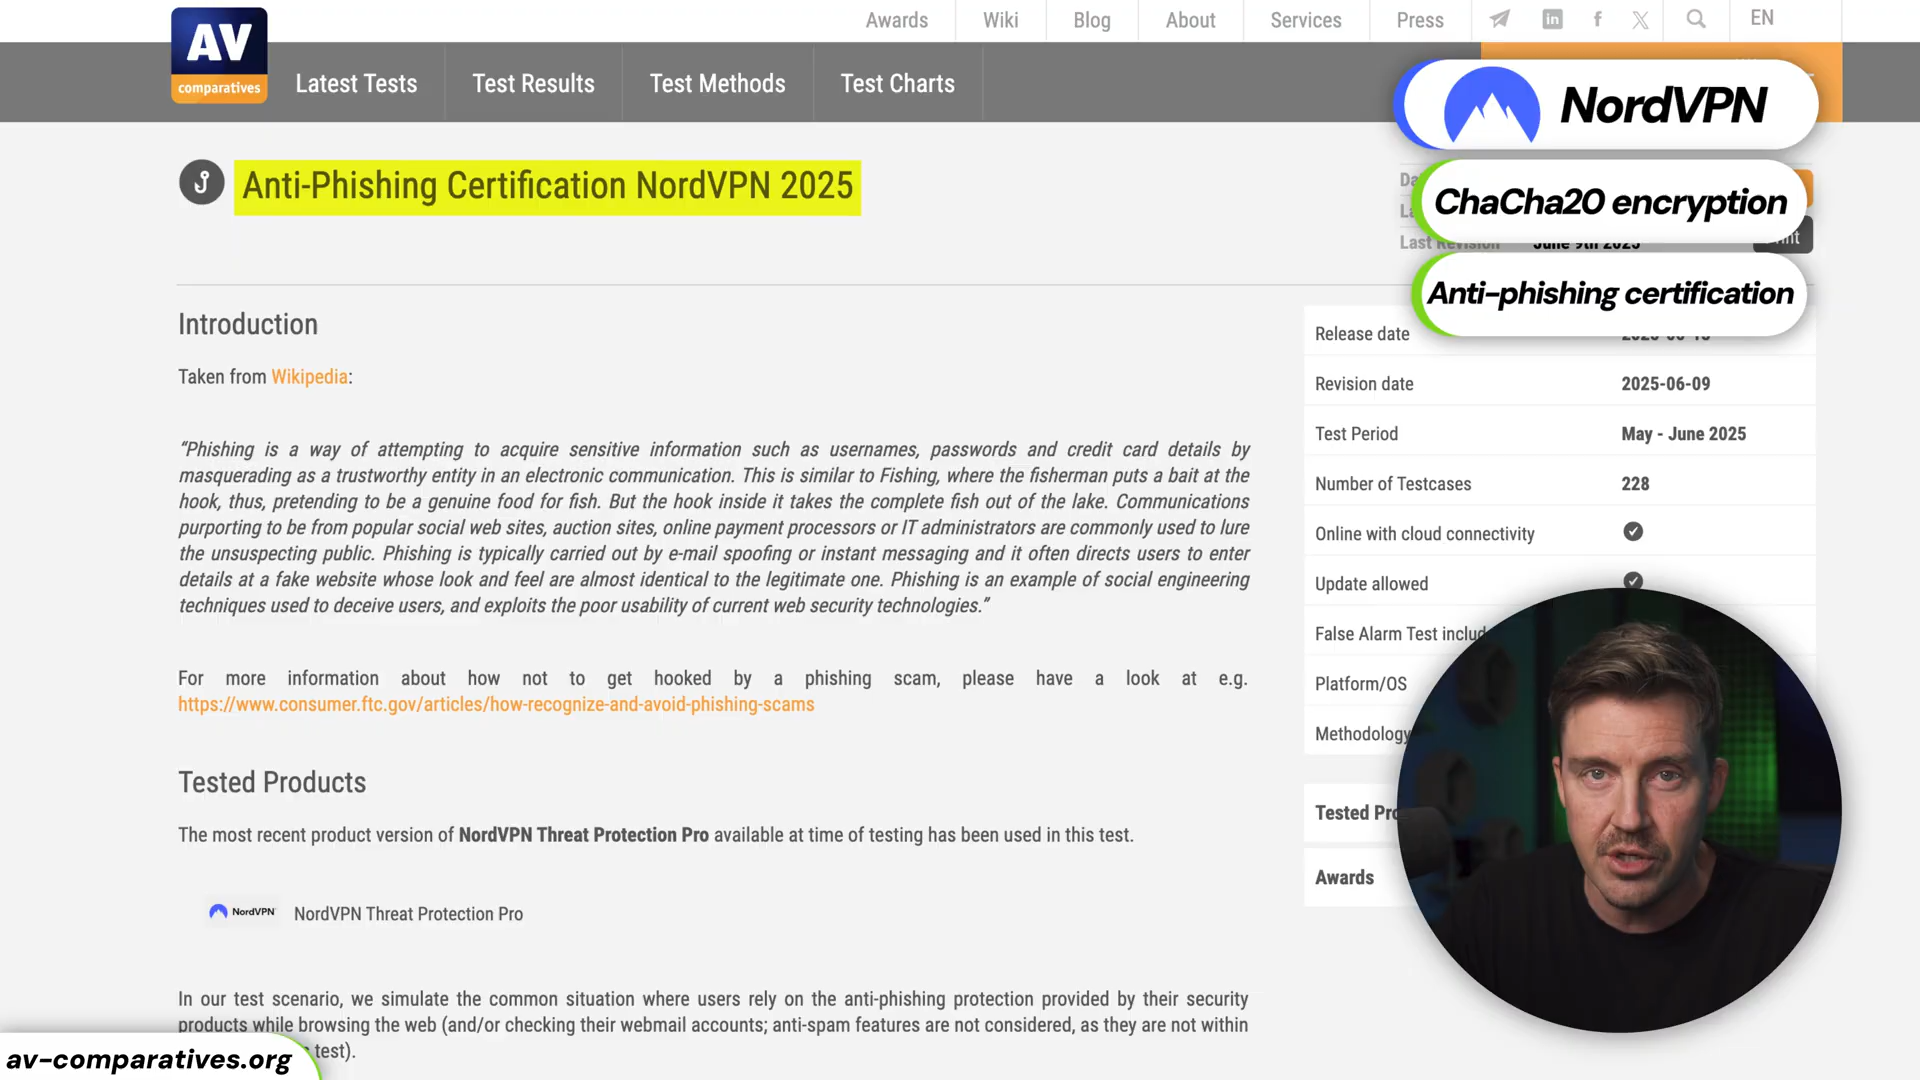 Awards
Wiki
Blog
About
Services
Press
EN
AV
comparatives
Latest Tests
Test Results
Test Methods
Test Charts
NordVPN
ChaCha20 encryption
Anti-phishing certification
Anti-Phishing Certification NordVPN 2025
Last Revision June 9th 2025
Introduction
Taken from Wikipedia:
“Phishing is a way of attempting to acquire sensitive information such as usernames, passwords and credit card details by
masquerading as a trustworthy entity in an electronic communication. This is similar to Fishing, where the fisherman puts a bait at the
hook, thus, pretending to be a genuine food for fish. But the hook inside it takes the complete fish out of the lake. Communications
purporting to be from popular social web sites, auction sites, online payment processors or IT administrators are commonly used to lure
the unsuspecting public. Phishing is typically carried out by e-mail spoofing or instant messaging and it often directs users to enter
details at a fake website whose look and feel are almost identical to the legitimate one. Phishing is an example of social engineering
techniques used to deceive users, and exploits the poor usability of current web security technologies.”
For more information about how not to get hooked by a phishing scam, please have a look at e.g.
https://www.consumer.ftc.gov/articles/how-recognize-and-avoid-phishing-scams
Tested Products
The most recent product version of NordVPN Threat Protection Pro available at time of testing has been used in this test.
NordVPN NordVPN Threat Protection Pro
In our test scenario, we simulate the common situation where users rely on the anti-phishing protection provided by their security
products while browsing the web (and/or checking their webmail accounts; anti-spam features are not considered, as they are not within
test).
Release date
Revision date 2025-06-09
Test Period May - June 2025
Number of Testcases 228
Online with cloud connectivity
Update allowed
False Alarm Test
Platform/OS
Methodology
Tested
Awards
av-comparatives.org